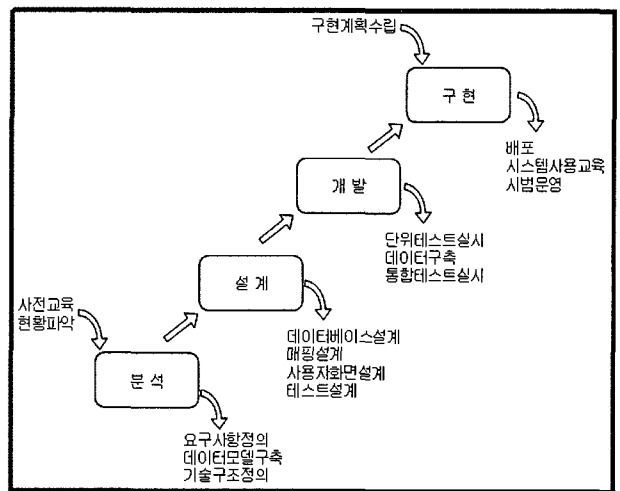 구현계획수립
구 현
배포
시스템사용교육
시범운영
개 발
단위테스트실시
데이터구축
통합테스트실시
설 계
데이터베이스설계
매핑설계
사용자화면설계
테스트설계
사전교육
현황파악
분 석
요구사항정의
데이터모델구축
기술구조정의